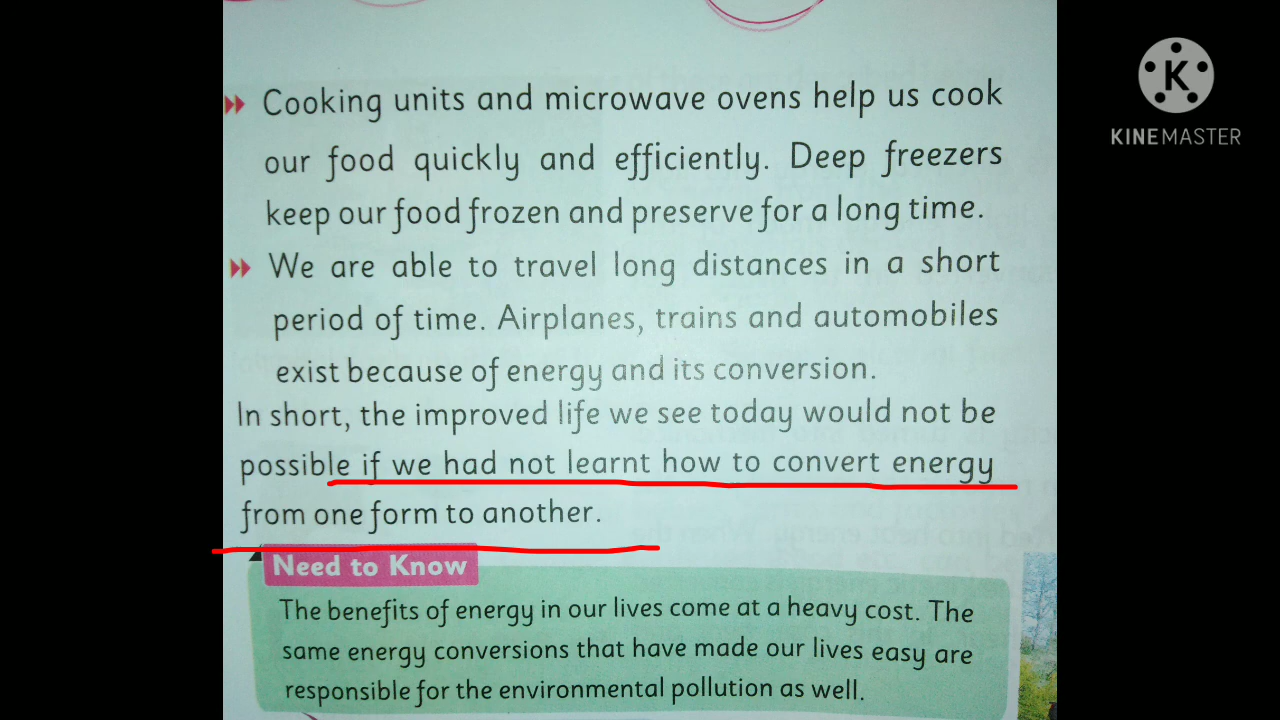 Cooking units and microwave ovens help us cook
our food quickly and efficiently. Deep freezers
keep our food frozen and preserve for a long time.
We are able to travel long distances in a short
period of time. Airplanes, trains and automobiles
exist because of energy and its conversion.
In short, the improved life we see today would not be
possible if we had not learnt how to convert energy
from one form to another.
Need to Know
The benefits of energy in our lives come at a heavy cost. The
same energy conversions that have made our lives easy are
responsible for the environmental pollution as well.
K
KINEMASTER